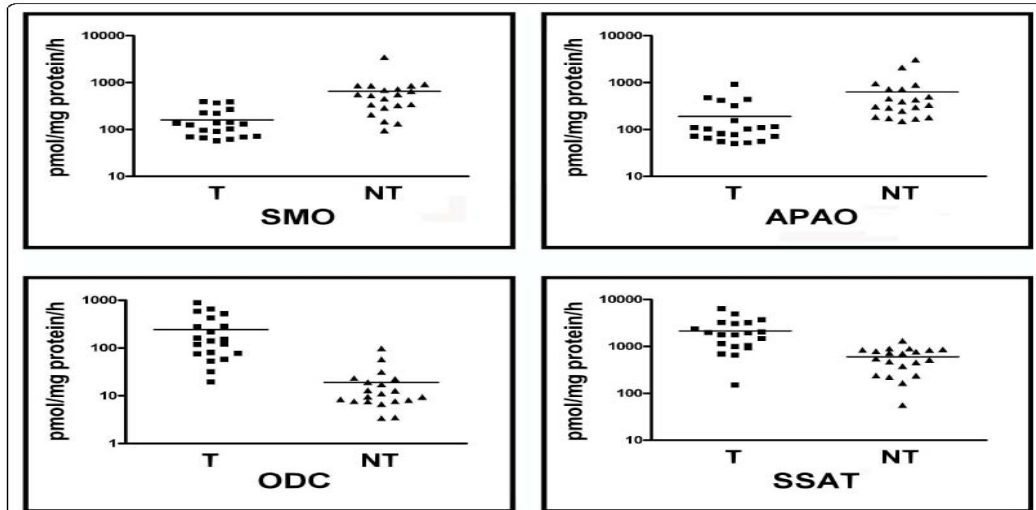 pmol/mg protein/h
10000
1000
100
10
T NT
SMO
pmol/mg protein/h
10000
1000
100
10
T NT
APAO
pmol/mg protein/h
1000
100
10
1
T NT
ODC
pmol/mg protein/h
10000
1000
100
10
T NT
SSAT